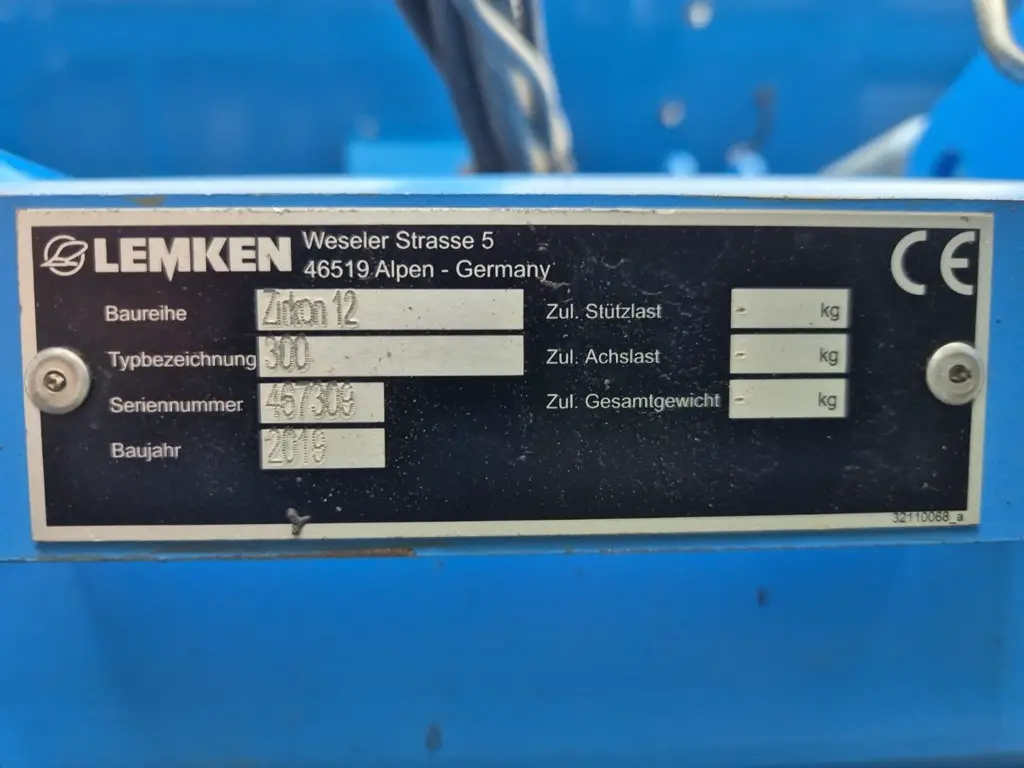 LEMKEN
Weseler Strasse 5
46519 Alpen - Germany
CE
Baureihe Zirkon 12
Typbezeichnung 300
Seriennummer 457309
Baujahr 2019
Zul. Stützlast - kg
Zul. Achslast - kg
Zul. Gesamtgewicht - kg
32110068_a